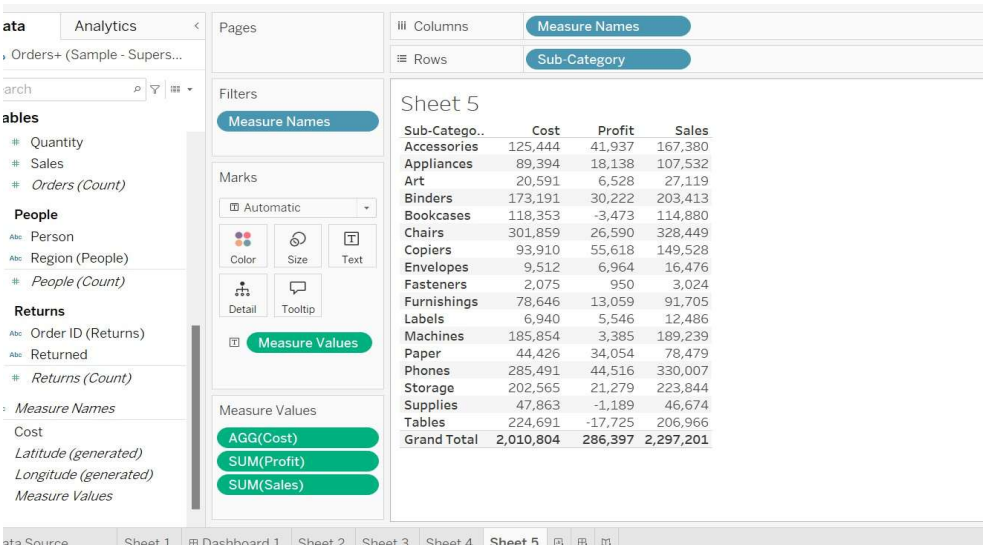 ata Analytics <
Orders+ (Sample - Supers...
arch
ables
# Quantity
# Sales
# Orders (Count)
People
Abc Person
Abc Region (People)
# People (Count)
Returns
Abc Order ID (Returns)
Abc Returned
# Returns (Count)
Measure Names
Cost
Latitude (generated)
Longitude (generated)
Measure Values
Pages
Filters
Measure Names
Marks
T Automatic
Color Size T Text
Detail Tooltip
T Measure Values
Measure Values
AGG(Cost)
SUM(Profit)
SUM(Sales)
iii Columns Measure Names
Rows Sub-Category
Sheet 5
Sub-Catego.. Cost Profit Sales
Accessories 125,444 41,937 167,380
Appliances 89,394 18,138 107,532
Art 20,591 6,528 27,119
Binders 173,191 30,222 203,413
Bookcases 118,353 -3,473 114,880
Chairs 301,859 26,590 328,449
Copiers 93,910 55,618 149,528
Envelopes 9,512 6,964 16,476
Fasteners 2,075 950 3,024
Furnishings 78,646 13,059 91,705
Labels 6,940 5,546 12,486
Machines 185,854 3,385 189,239
Paper 44,426 34,054 78,479
Phones 285,491 44,516 330,007
Storage 202,565 21,279 223,844
Supplies 47,863 -1,189 46,674
Tables 224,691 -17,725 206,966
Grand Total 2,010,804 286,397 2,297,201
ata Source Sheet 1 Dashboard 1 Sheet 2 Sheet 3 Sheet 4 Sheet 5